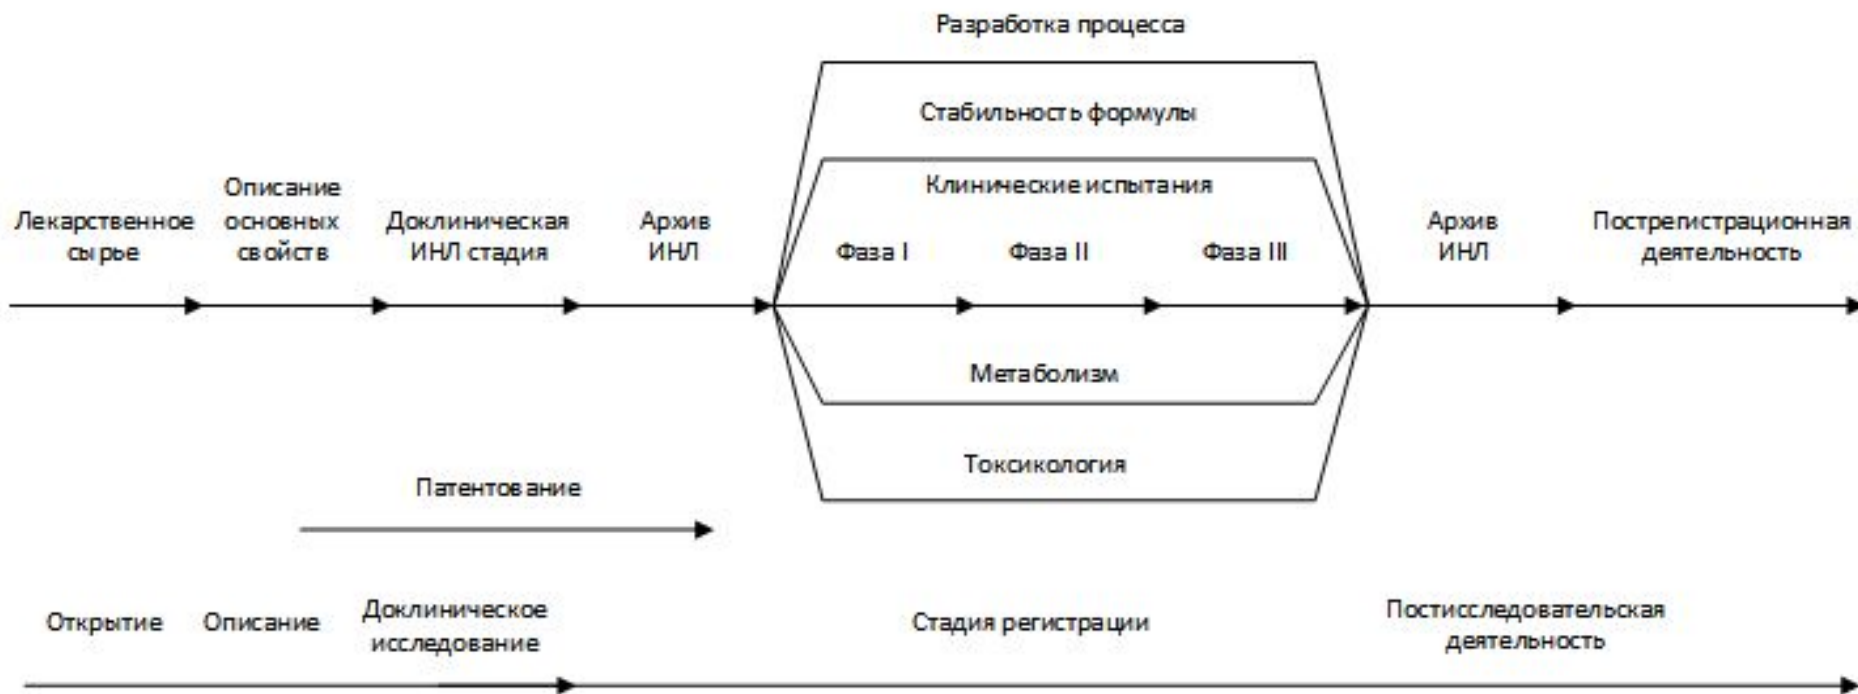 Разработка процесса
Стабильность формулы
Клинические испытания
Лекарственное
сырье
Описание
основных
свойств
Доклиническая
ИНЛ стадия
Архив
ИНЛ
Фаза I
Фаза II
Фаза III
Архив
ИНЛ
Пострегистрационная
деятельность
Метаболизм
Токсикология
Патентование
Открытие
Описание
Доклиническое
исследование
Стадия регистрации
Постисследовательская
деятельность